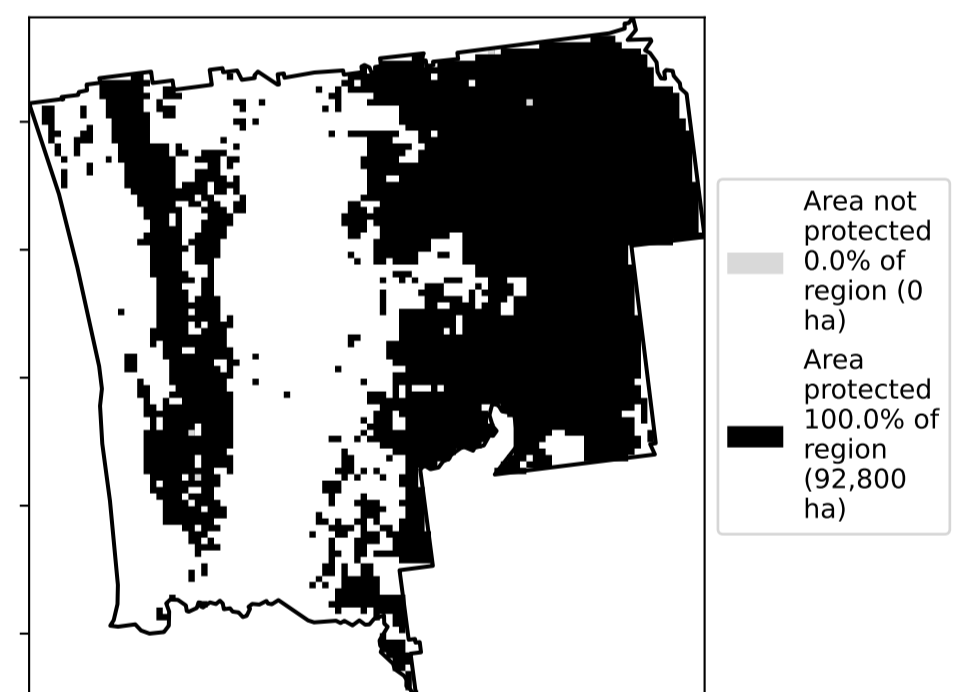 Area not
protected
0.0% of
region (0
ha)
Area
protected
100.0% of
region
(92,800
ha)